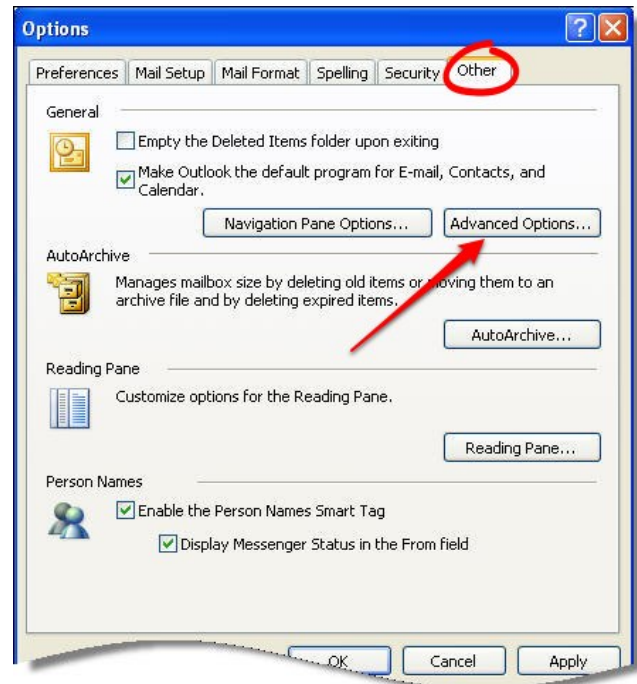 Options
Preferences Mail Setup Mail Format Spelling Security Other
General
Empty the Deleted Items folder upon exiting
Make Outlook the default program for E-mail, Contacts, and
Calendar.
Navigation Pane Options... Advanced Options...
AutoArchive
Manages mailbox size by deleting old items or moving them to an
archive file and by deleting expired items.
AutoArchive...
Reading Pane
Customize options for the Reading Pane.
Reading Pane...
Person Names
Enable the Person Names Smart Tag
Display Messenger Status in the From field
OK Cancel Apply